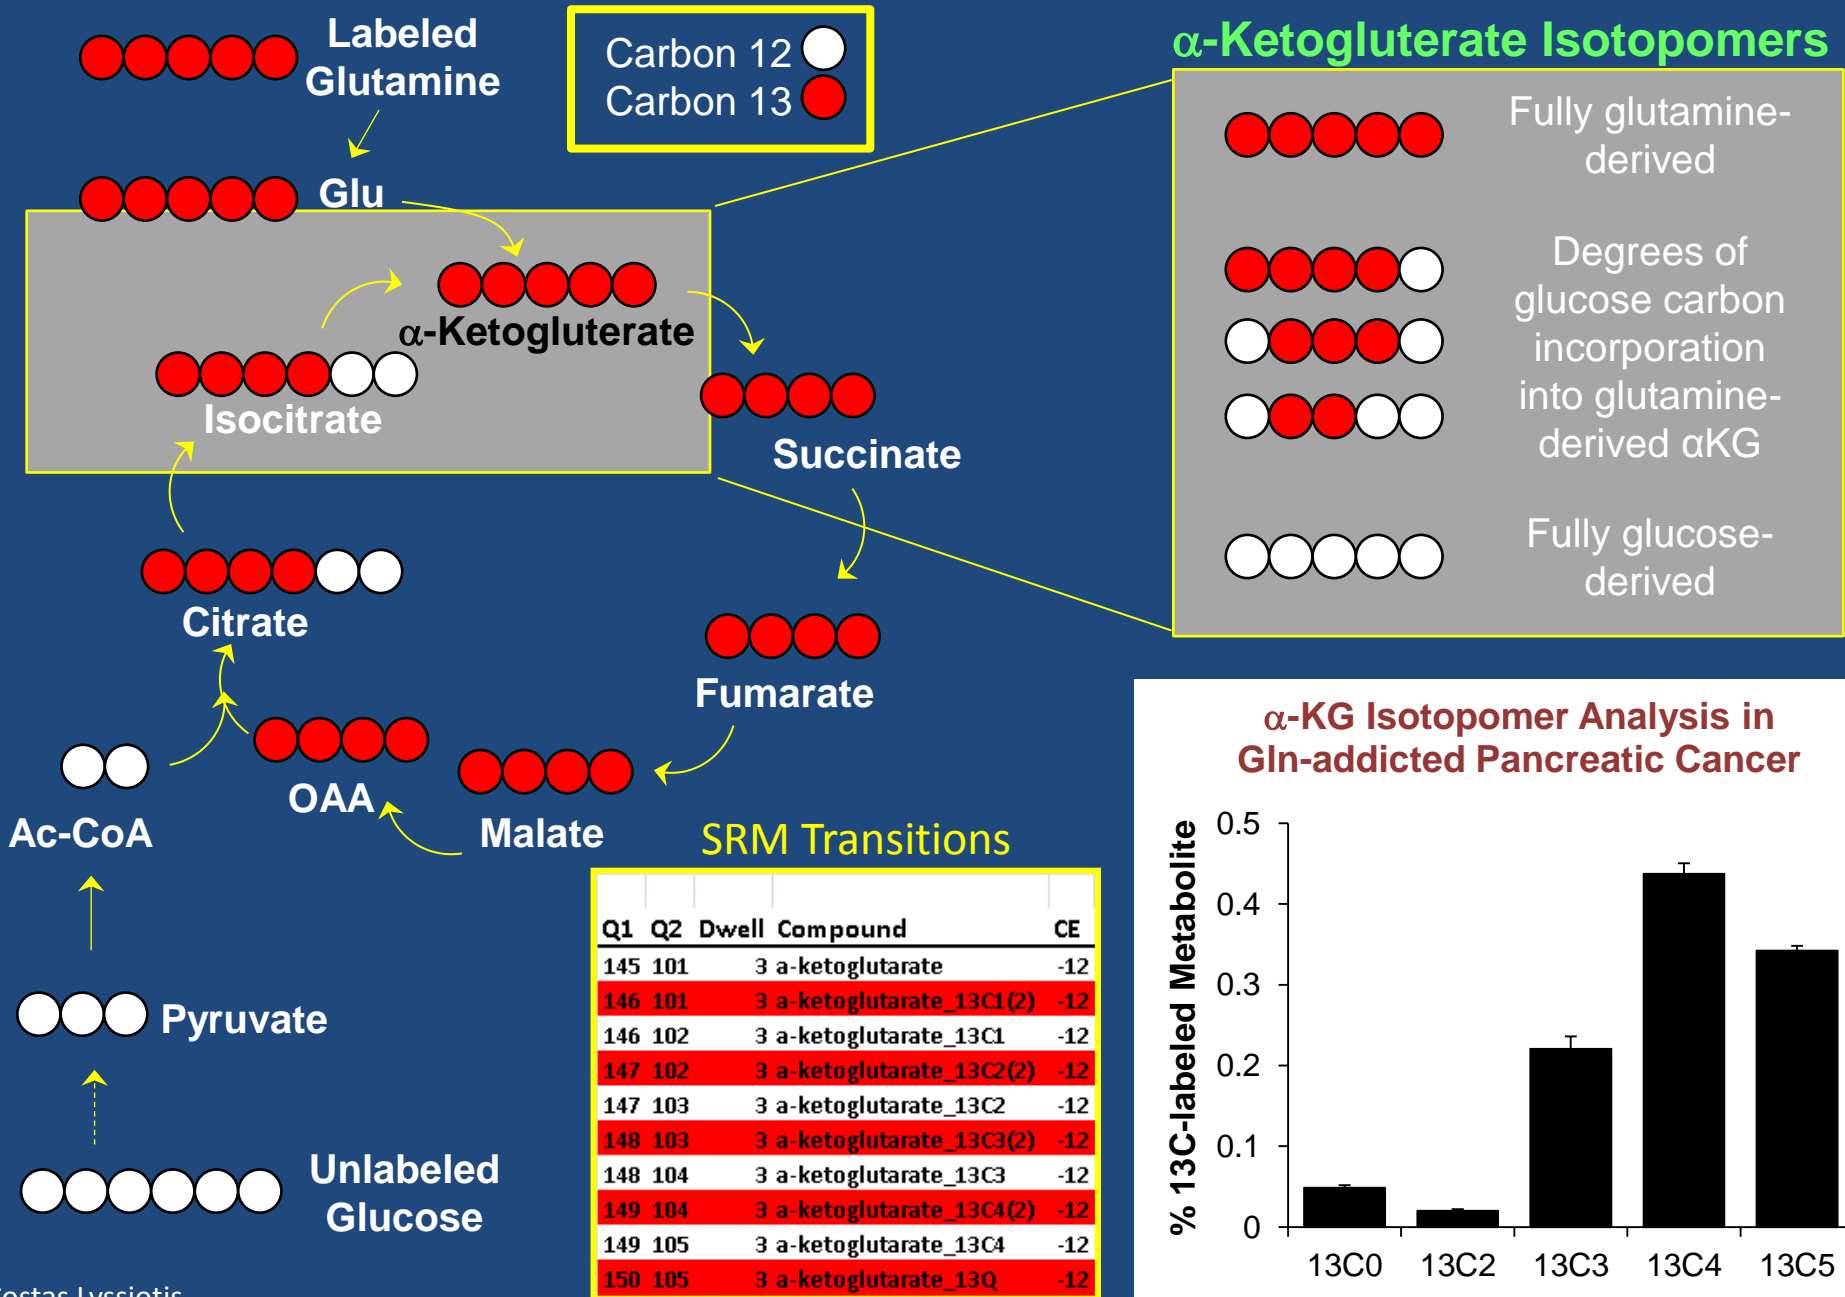 Labeled
Glutamine
Carbon 12
Carbon 13
Glu
α-Ketogluterate
Isocitrate
Succinate
Citrate
Fumarate
OAA
Malate
Ac-CoA
Pyruvate
Unlabeled
Glucose
α-Ketogluterate Isotopomers
Fully glutamine-
derived
Degrees of
glucose carbon
incorporation
into glutamine-
derived αKG
Fully glucose-
derived
SRM Transitions
Q1 Q2 Dwell Compound CE
145 101 3 a-ketoglutarate -12
146 101 3 a-ketoglutarate_13C1(2) -12
146 102 3 a-ketoglutarate_13C1 -12
147 102 3 a-ketoglutarate_13C2(2) -12
147 103 3 a-ketoglutarate_13C2 -12
148 103 3 a-ketoglutarate_13C3(2) -12
148 104 3 a-ketoglutarate_13C3 -12
149 104 3 a-ketoglutarate_13C4(2) -12
149 105 3 a-ketoglutarate_13C4 -12
150 105 3 a-ketoglutarate_13Q -12
α-KG Isotopomer Analysis in
Gln-addicted Pancreatic Cancer
% 13C-labeled Metabolite
0.5
0.4
0.3
0.2
0.1
0
13C0 13C2 13C3 13C4 13C5
Lyssiotis